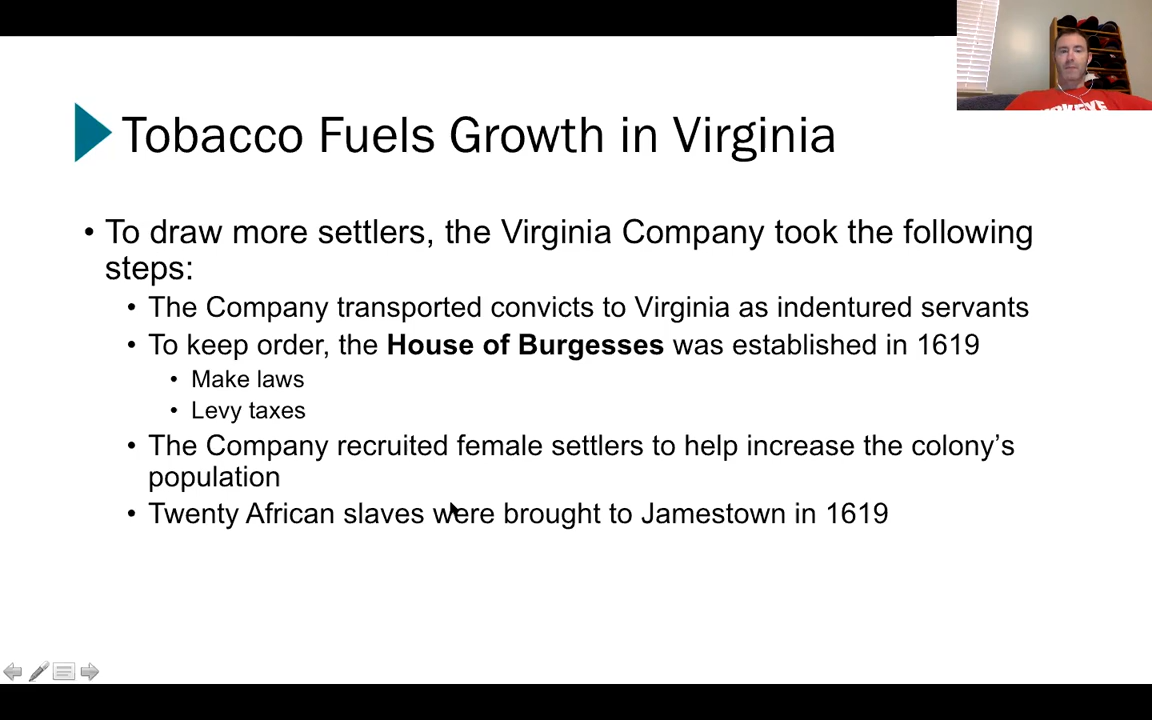 Tobacco Fuels Growth in Virginia
• To draw more settlers, the Virginia Company took the following
steps:
• The Company transported convicts to Virginia as indentured servants
• To keep order, the House of Burgesses was established in 1619
• Make laws
• Levy taxes
• The Company recruited female settlers to help increase the colony’s
population
• Twenty African slaves were brought to Jamestown in 1619